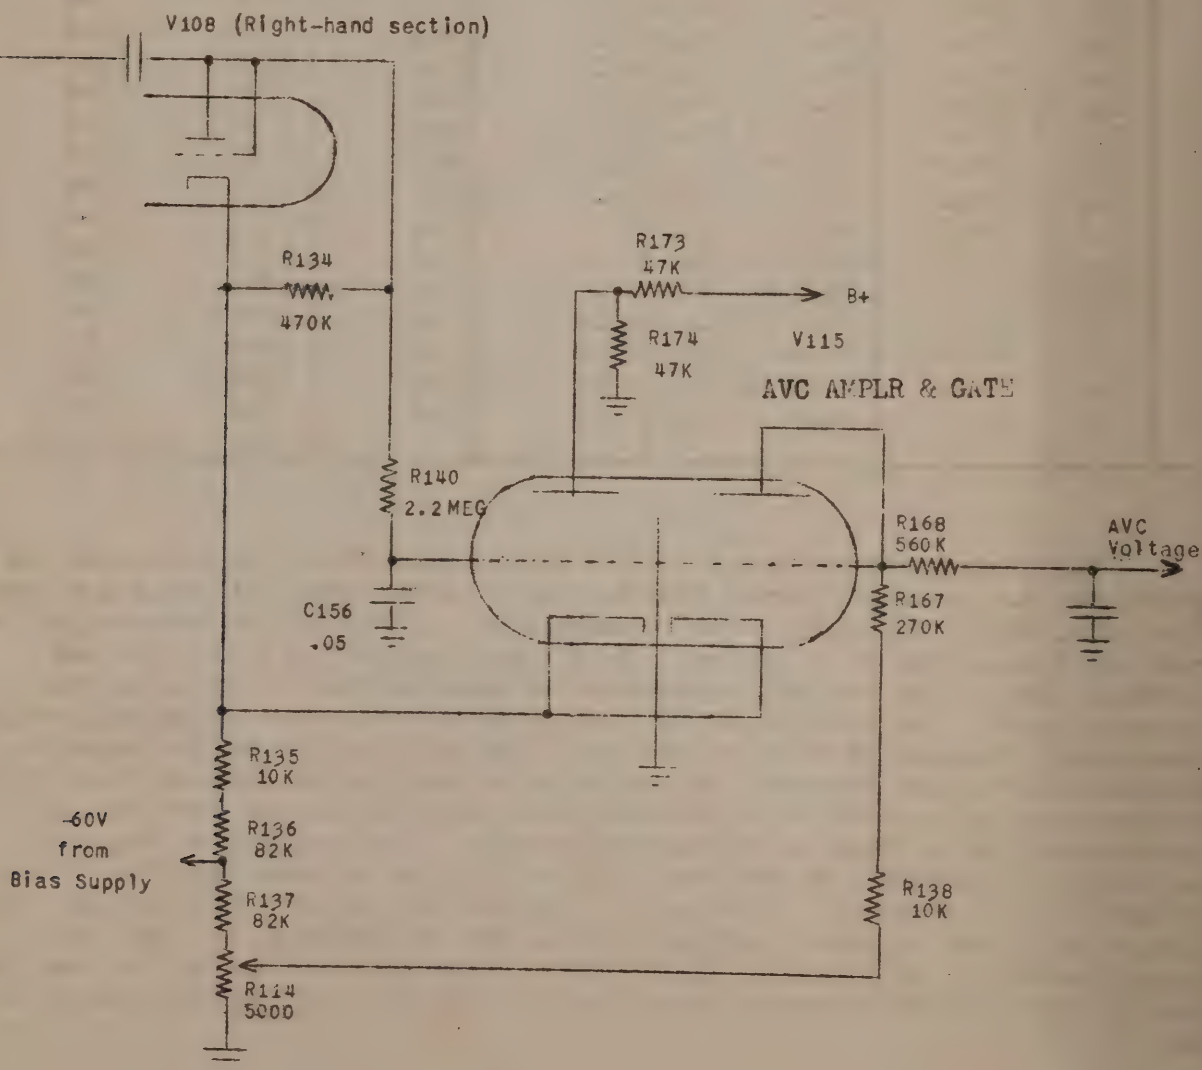 V108 (Right-hand section)
R134
470K
R173
47K
B+
R174
47K
V115
AVC AMPLR & GATE
R140
2.2 MEG
R168
560K
AVC
Voltage
C156
.05
R167
270K
R135
10K
-60V
from
Bias Supply
R136
82K
R137
82K
R138
10K
R114
5000